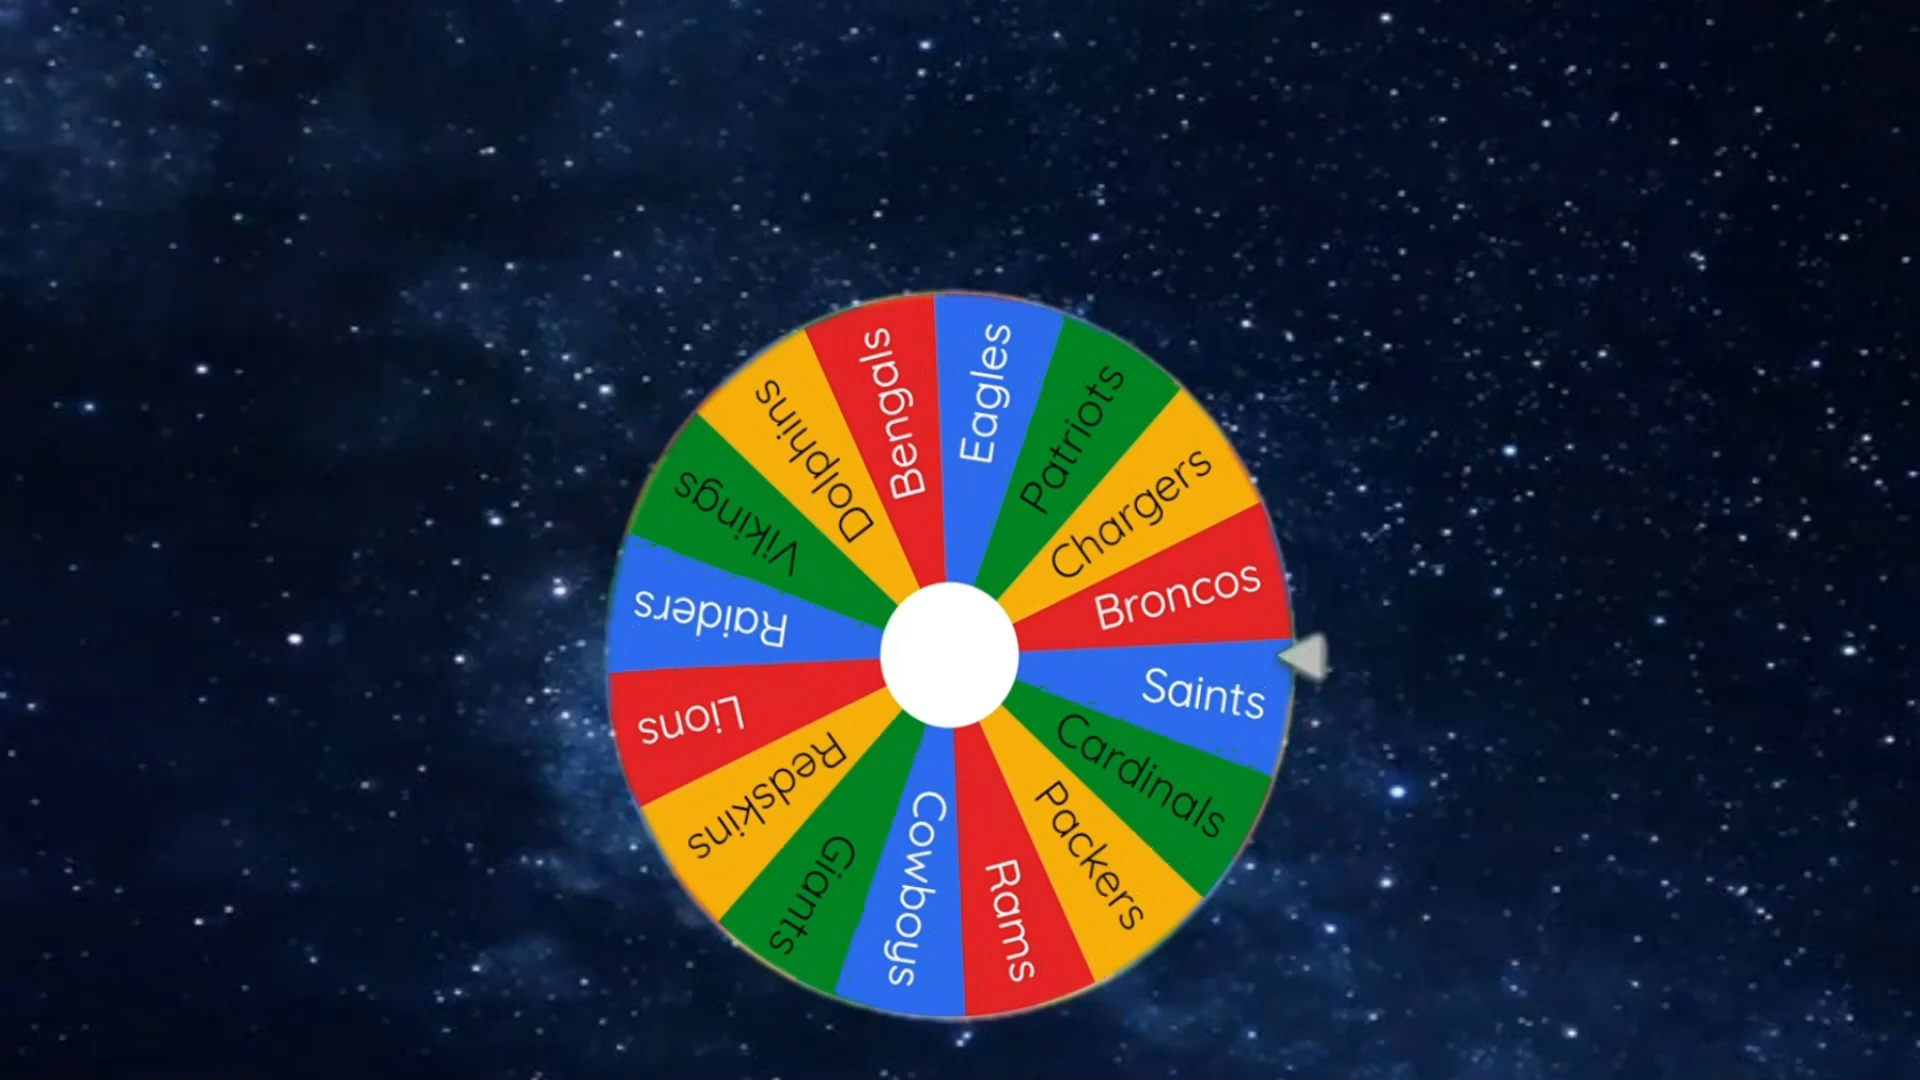 Eagles
Patriots
Chargers
Broncos
Saints
Cardinals
Packers
Rams
Cowboys
Giants
Redskins
Lions
Raiders
Vikings
Dolphins
Bengals